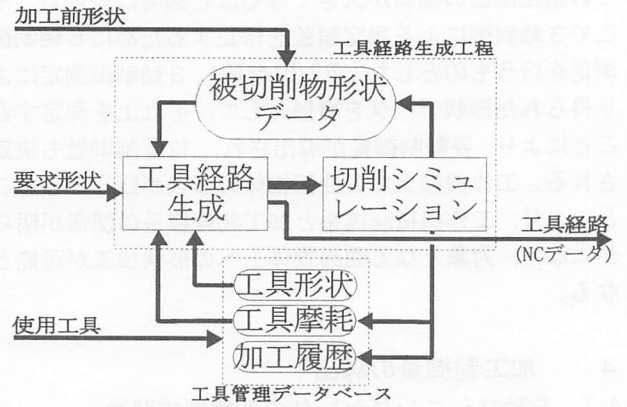 加工前形状
工具経路生成工程
被切削物形状
データ
要求形状
工具経路
生成
切削シミュ
レーション
工具経路
(NCデータ)
工具形状
使用工具
工具摩耗
加工履歴
工具管理データベース